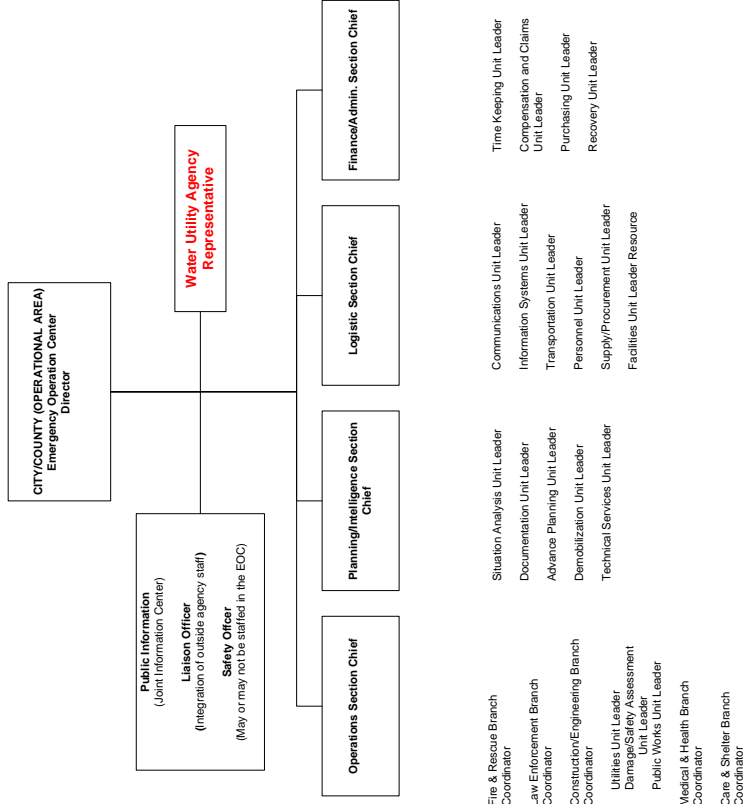 CITY/COUNTY (OPERATIONAL AREA)
Emergency Operation Center
Director
Public Information
(Joint Information Center)
Liaison Officer
(Integration of outside agency staff)
Safety Offcer
(May or may not be staffed in the EOC)
Water Utility Agency
Representative
Operations Section Chief
Planning/Intelligence Section
Chief
Logistic Section Chief
Finance/Admin. Section Chief
Fire & Rescue Branch
Coordinator
Law Enforcement Branch
Coordinator
Construction/Engineering Branch
Coordinator
Utilities Unit Leader
Damage/Safety Assessment
Unit Leader
Public Works Unit Leader
Medical & Health Branch
Coordinator
Care & Shelter Branch
Coordinator
Situation Analysis Unit Leader
Documentation Unit Leader
Advance Planning Unit Leader
Demobilization Unit Leader
Technical Services Unit Leader
Communications Unit Leader
Information Systems Unit Leader
Transportation Unit Leader
Personnel Unit Leader
Supply/Procurement Unit Leader
Facilities Unit Leader Resource
Time Keeping Unit Leader
Compensation and Claims
Unit Leader
Purchasing Unit Leader
Recovery Unit Leader